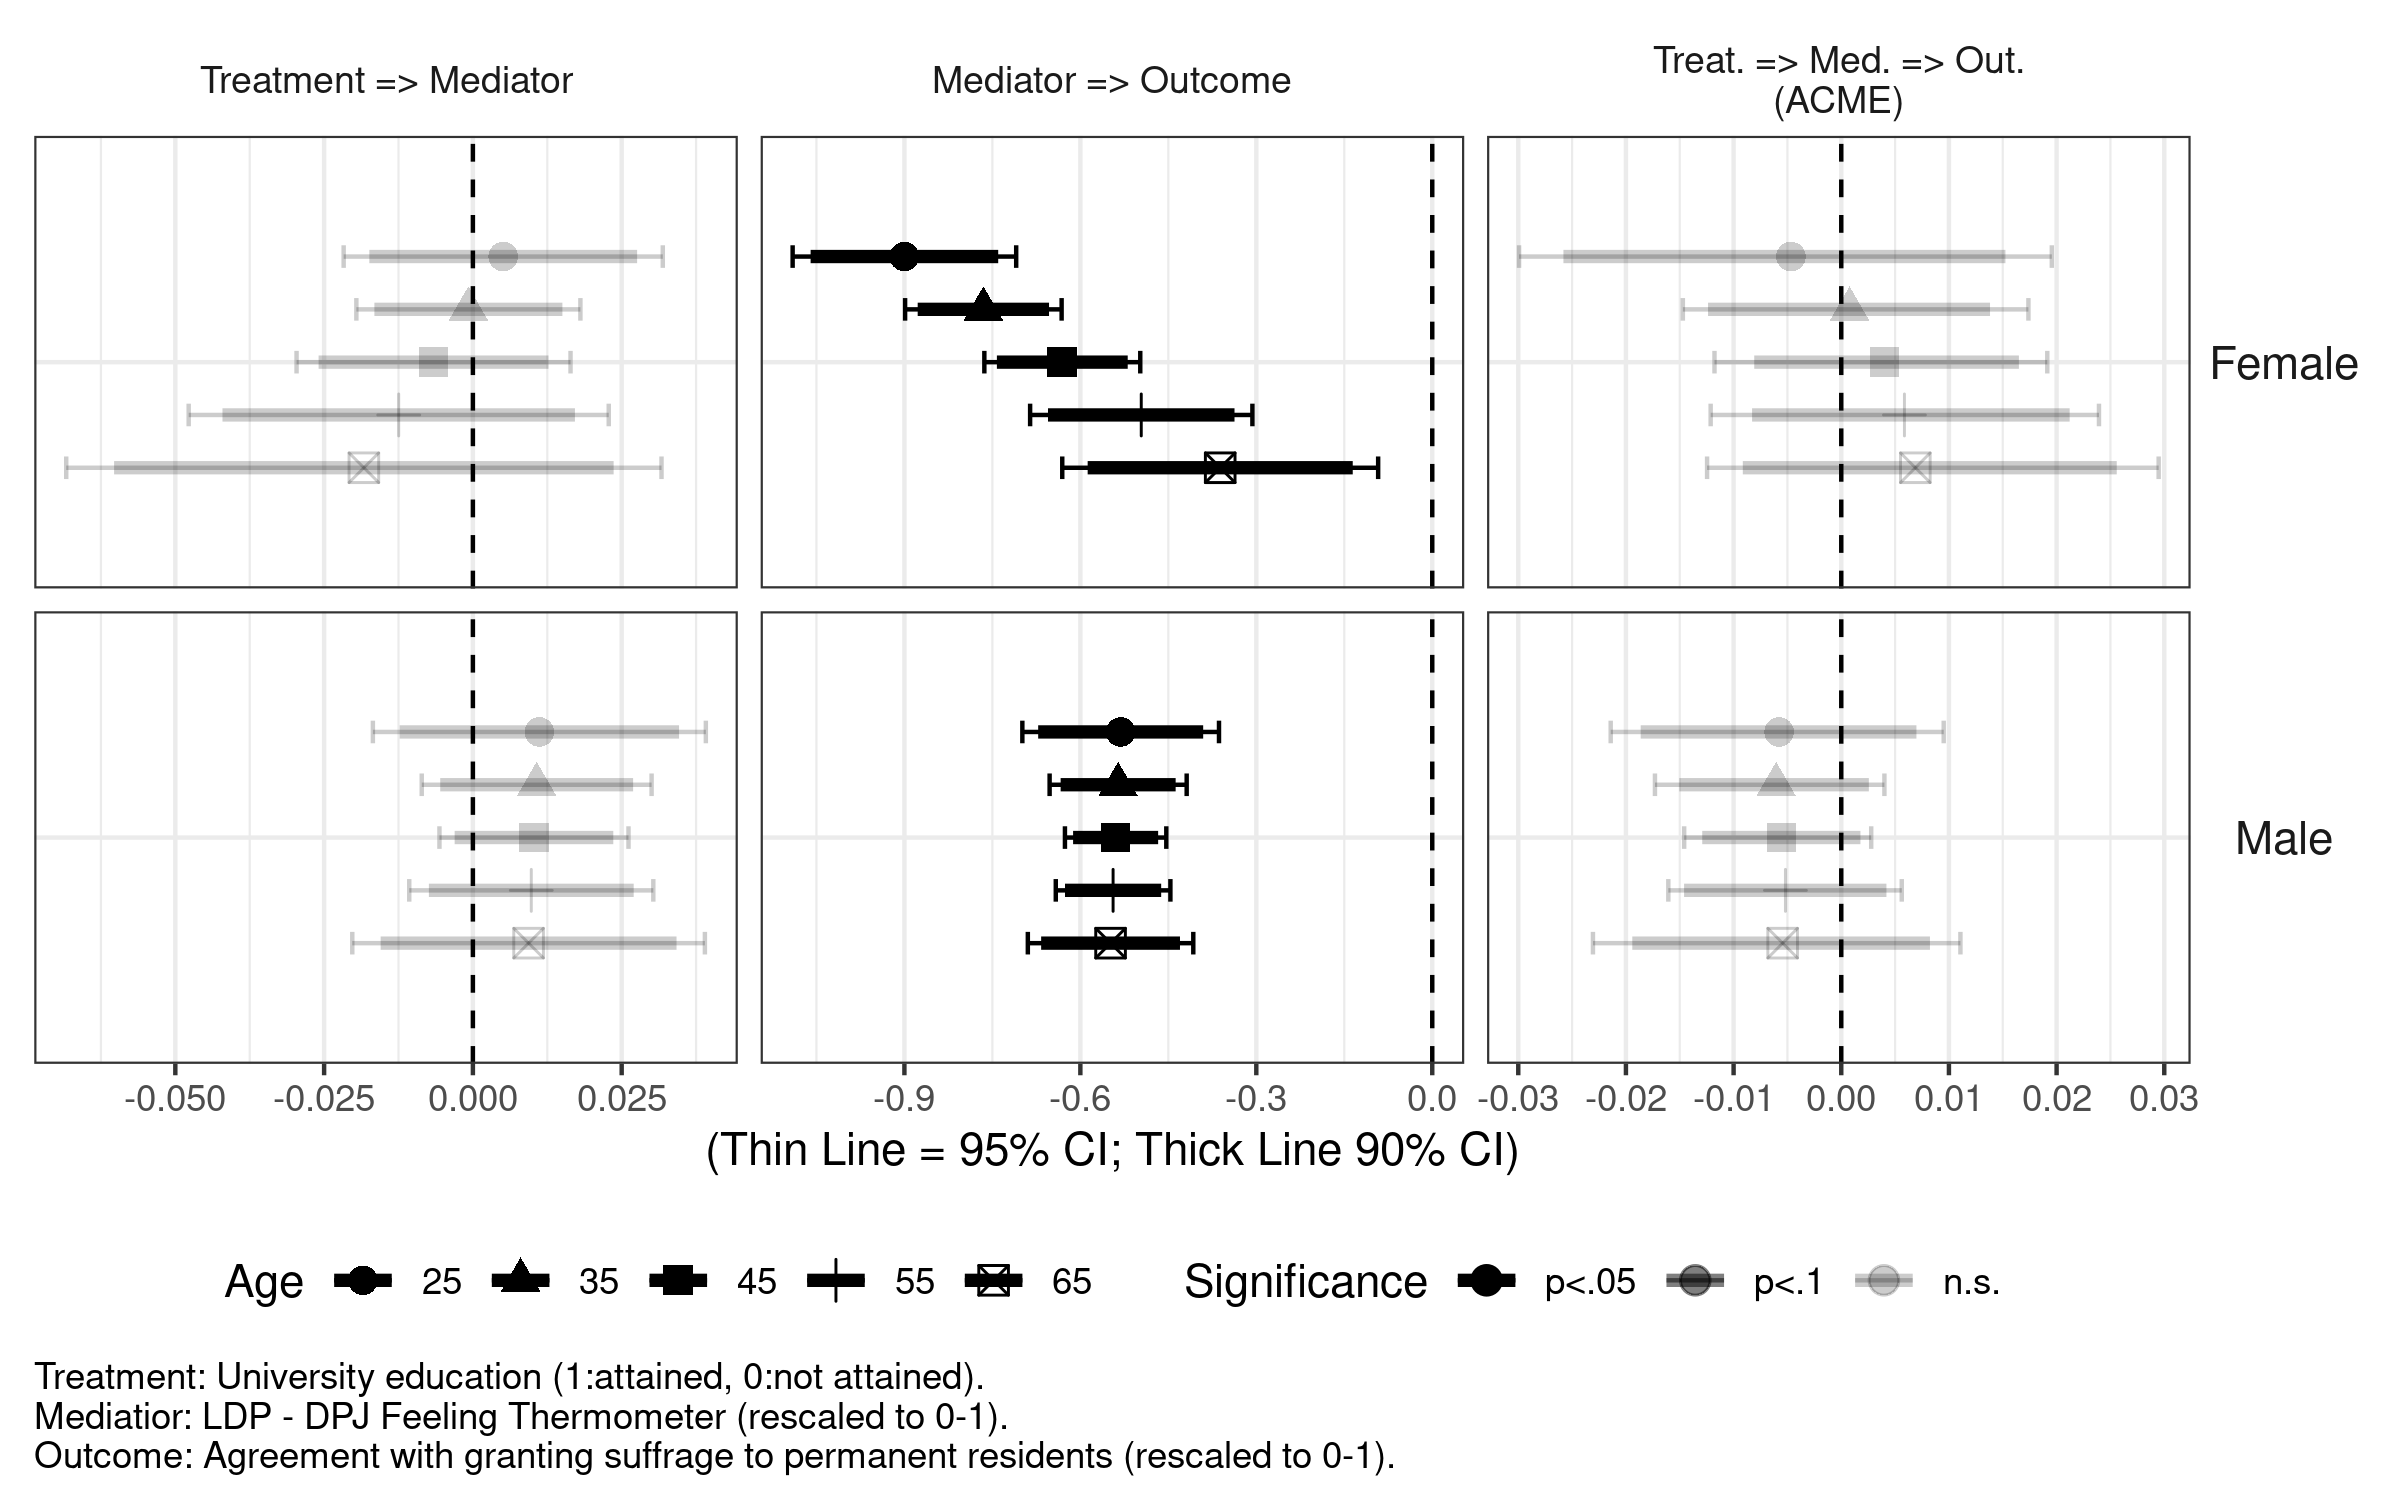 Treatment => Mediator
Mediator => Outcome
Treat. => Med. => Out.
(ACME)
Female
Male
-0.050 -0.025 0.000 0.025
-0.9 -0.6 -0.3 0.0
-0.03 -0.02 -0.01 0.00 0.01 0.02 0.03
(Thin Line = 95% CI; Thick Line 90% CI)
Age 25 35 45 55 65
Significance p<.05 p<.1 n.s.
Treatment: University education (1:attained, 0:not attained).
Mediatior: LDP - DPJ Feeling Thermometer (rescaled to 0-1).
Outcome: Agreement with granting suffrage to permanent residents (rescaled to 0-1).